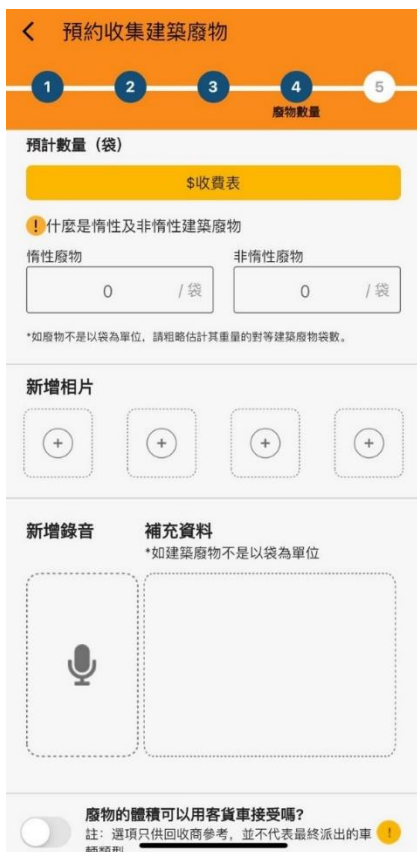 預約收集建築廢物
1 2 3 4 5
廢物數量
預計數量（袋）
$收費表
!什麼是惰性及非惰性建築廢物
惰性廢物 非惰性廢物
0 /袋 0 /袋
*如廢物不是以袋為單位，請粗略估計其重量的對等建築廢物袋數。
新增相片
新增錄音 補充資料
*如建築廢物不是以袋為單位
廢物的體積可以用客貨車接受嗎?
註: 選項只供回收商參考，並不代表最終派出的車 !
輛類型